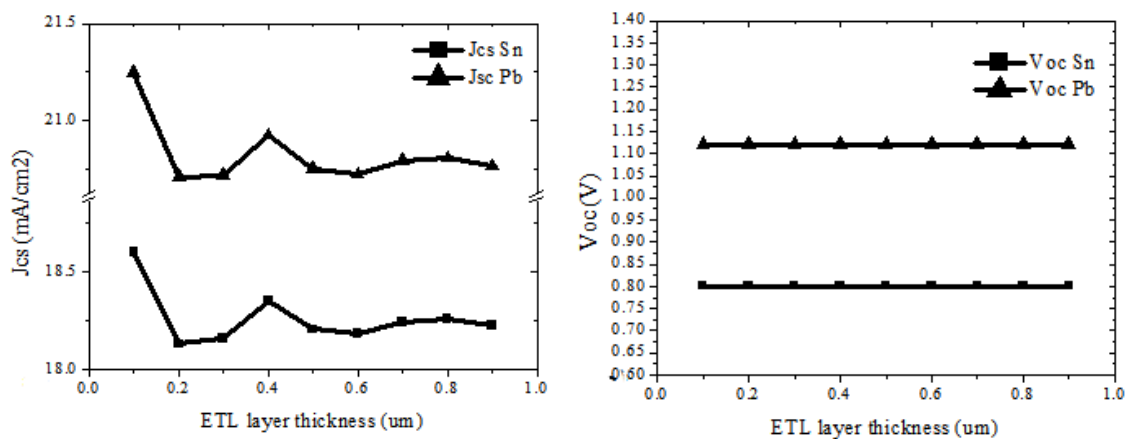 21.5
21.0
18.5
18.0
Jcs (mA/cm2)
Jcs Sn
Jsc Pb
0.0 0.2 0.4 0.6 0.8 1.0
ETL layer thickness (um)
1.40
1.35
1.30
1.25
1.20
1.15
1.10
1.05
1.00
0.95
0.90
0.85
0.80
0.75
0.70
0.65
0.60
Voc (V)
Voc Sn
Voc Pb
0.0 0.2 0.4 0.6 0.8 1.0
ETL layer thickness (um)